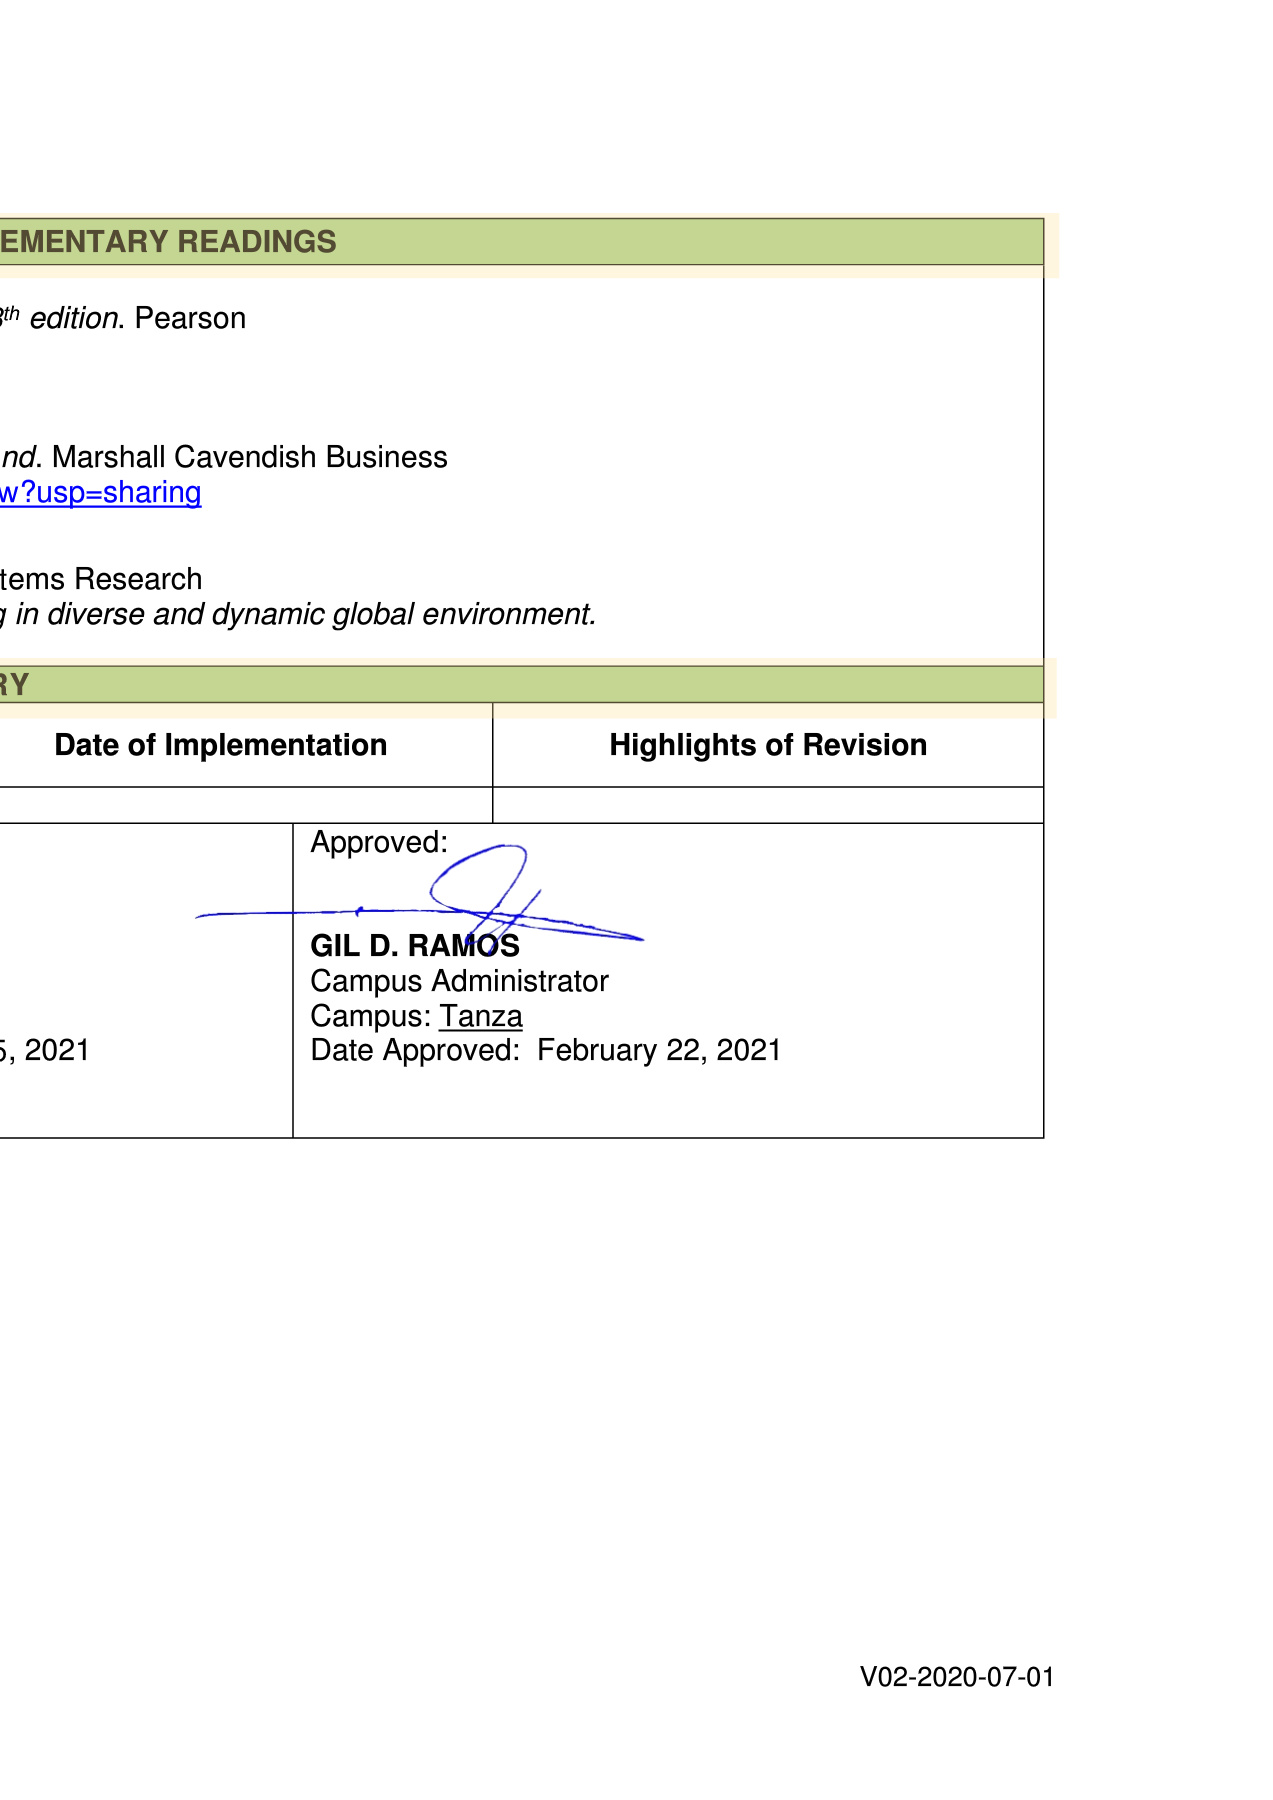 EMENTARY READINGS
th edition. Pearson
nd. Marshall Cavendish Business
w?usp=sharing
tems Research
g in diverse and dynamic global environment.
RY
Date of Implementation Highlights of Revision
Approved:
GIL D. RAMOS
Campus Administrator
Campus: Tanza
5, 2021 Date Approved: February 22, 2021
V02-2020-07-01